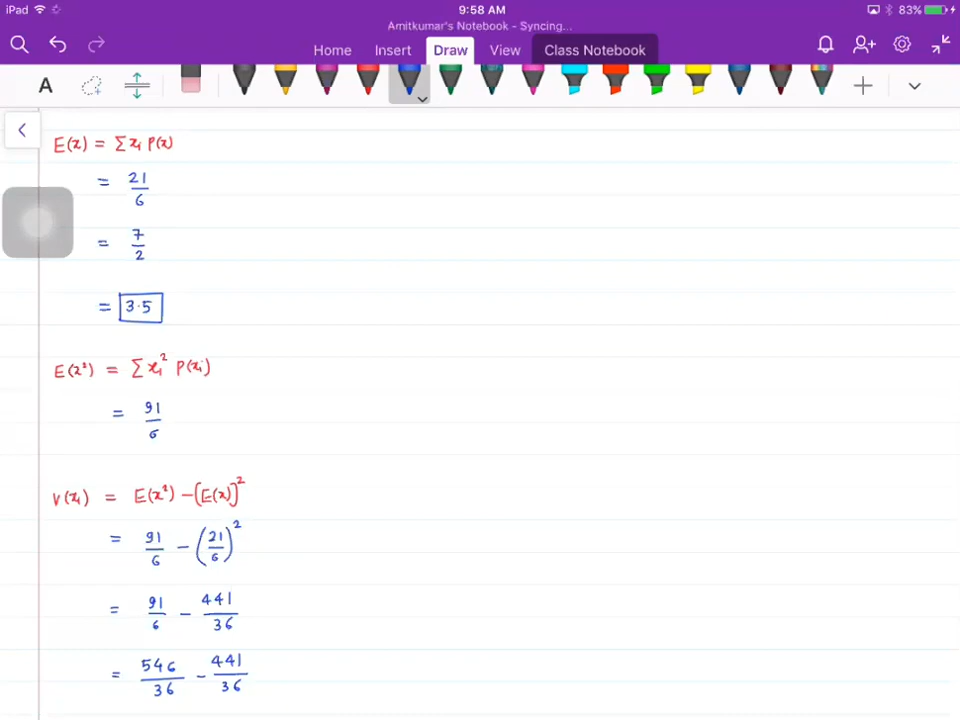 iPad 9:58 AM 83%
Amitkumar's Notebook - Syncing...
Home Insert Draw View Class Notebook
A
E(x) = Σ xi P(x)
= 21/6
= 7/2
= 3.5
E(x²) = Σ xi² P(xi)
= 91/6
V(xi) = E(x²) - [E(x)]²
= 91/6 - (21/6)²
= 91/6 - 441/36
= 546/36 - 441/36